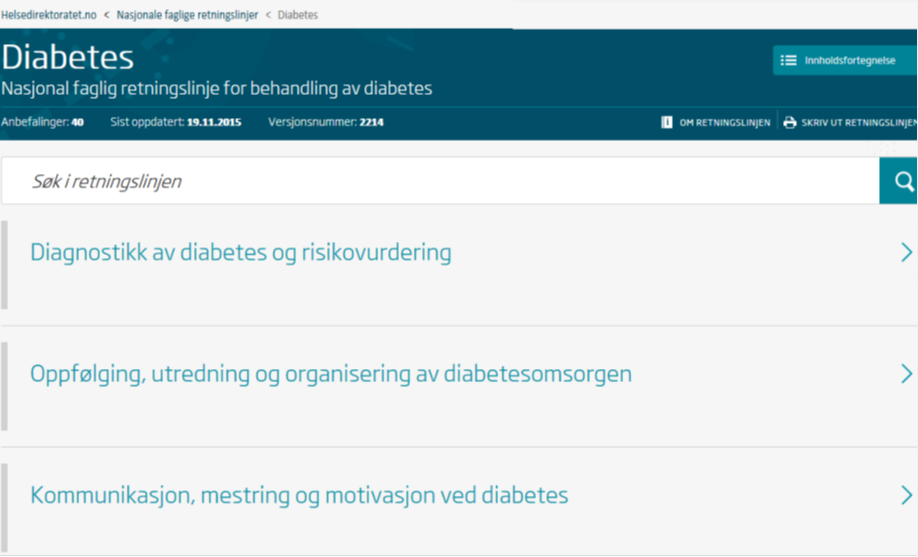 Helsedirektoratet.no < Nasjonale faglige retningslinjer < Diabetes
Diabetes
Innholdsfortegnelse
Nasjonal faglig retningslinje for behandling av diabetes
Anbefalinger: 40 Sist oppdatert: 19.11.2015 Versjonsnummer: 2214 OM RETNINGSLINJEN SKRIV UT RETNINGSLINJEN
Søk i retningslinjen
Diagnostikk av diabetes og risikovurdering
Oppfølging, utredning og organisering av diabetesomsorgen
Kommunikasjon, mestring og motivasjon ved diabetes